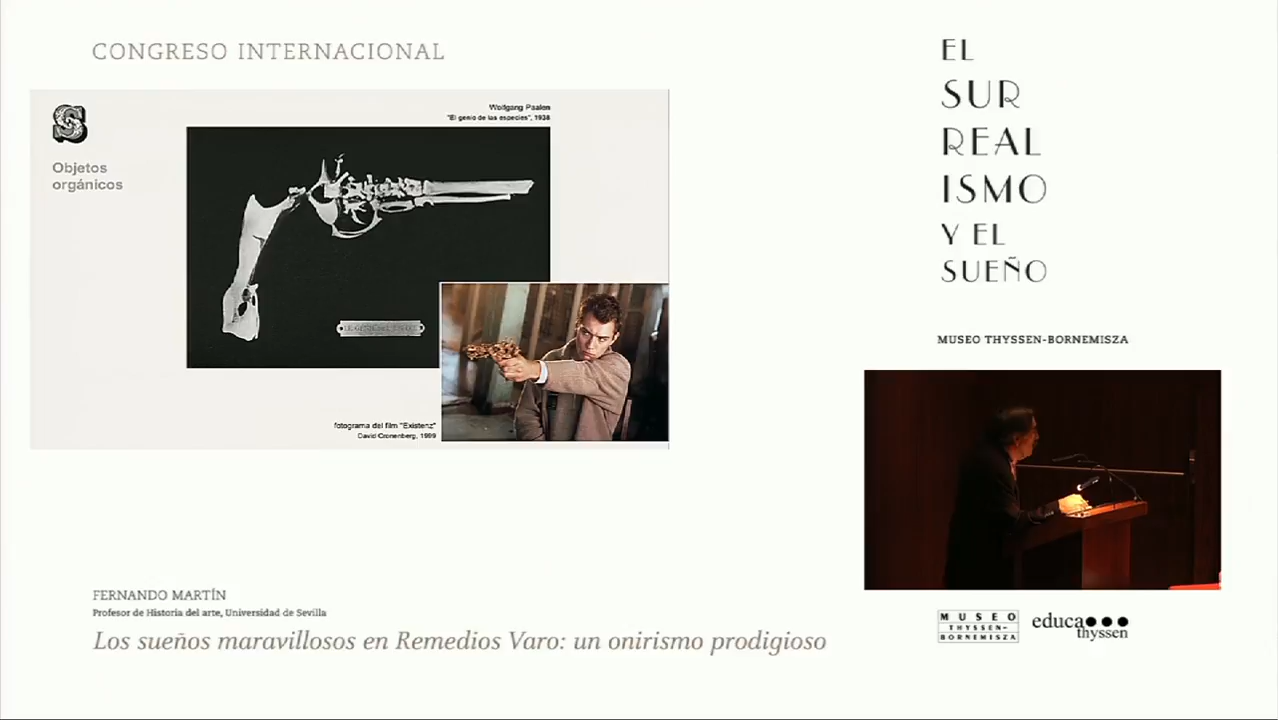 CONGRESO INTERNACIONAL
S
Objetos
orgánicos
Wolfgang Paalen
"El genio de las especies", 1938
fotograma del film "Existenz"
David Cronenberg, 1999
EL
SUR
REAL
ISMO
Y EL
SUEÑO
MUSEO THYSSEN-BORNEMISZA
FERNANDO MARTÍN
Profesor de Historia del arte, Universidad de Sevilla
Los sueños maravillosos en Remedios Varo: un onirismo prodigioso
MUSEO
THYSSEN-
BORNEMISZA
educa
thyssen